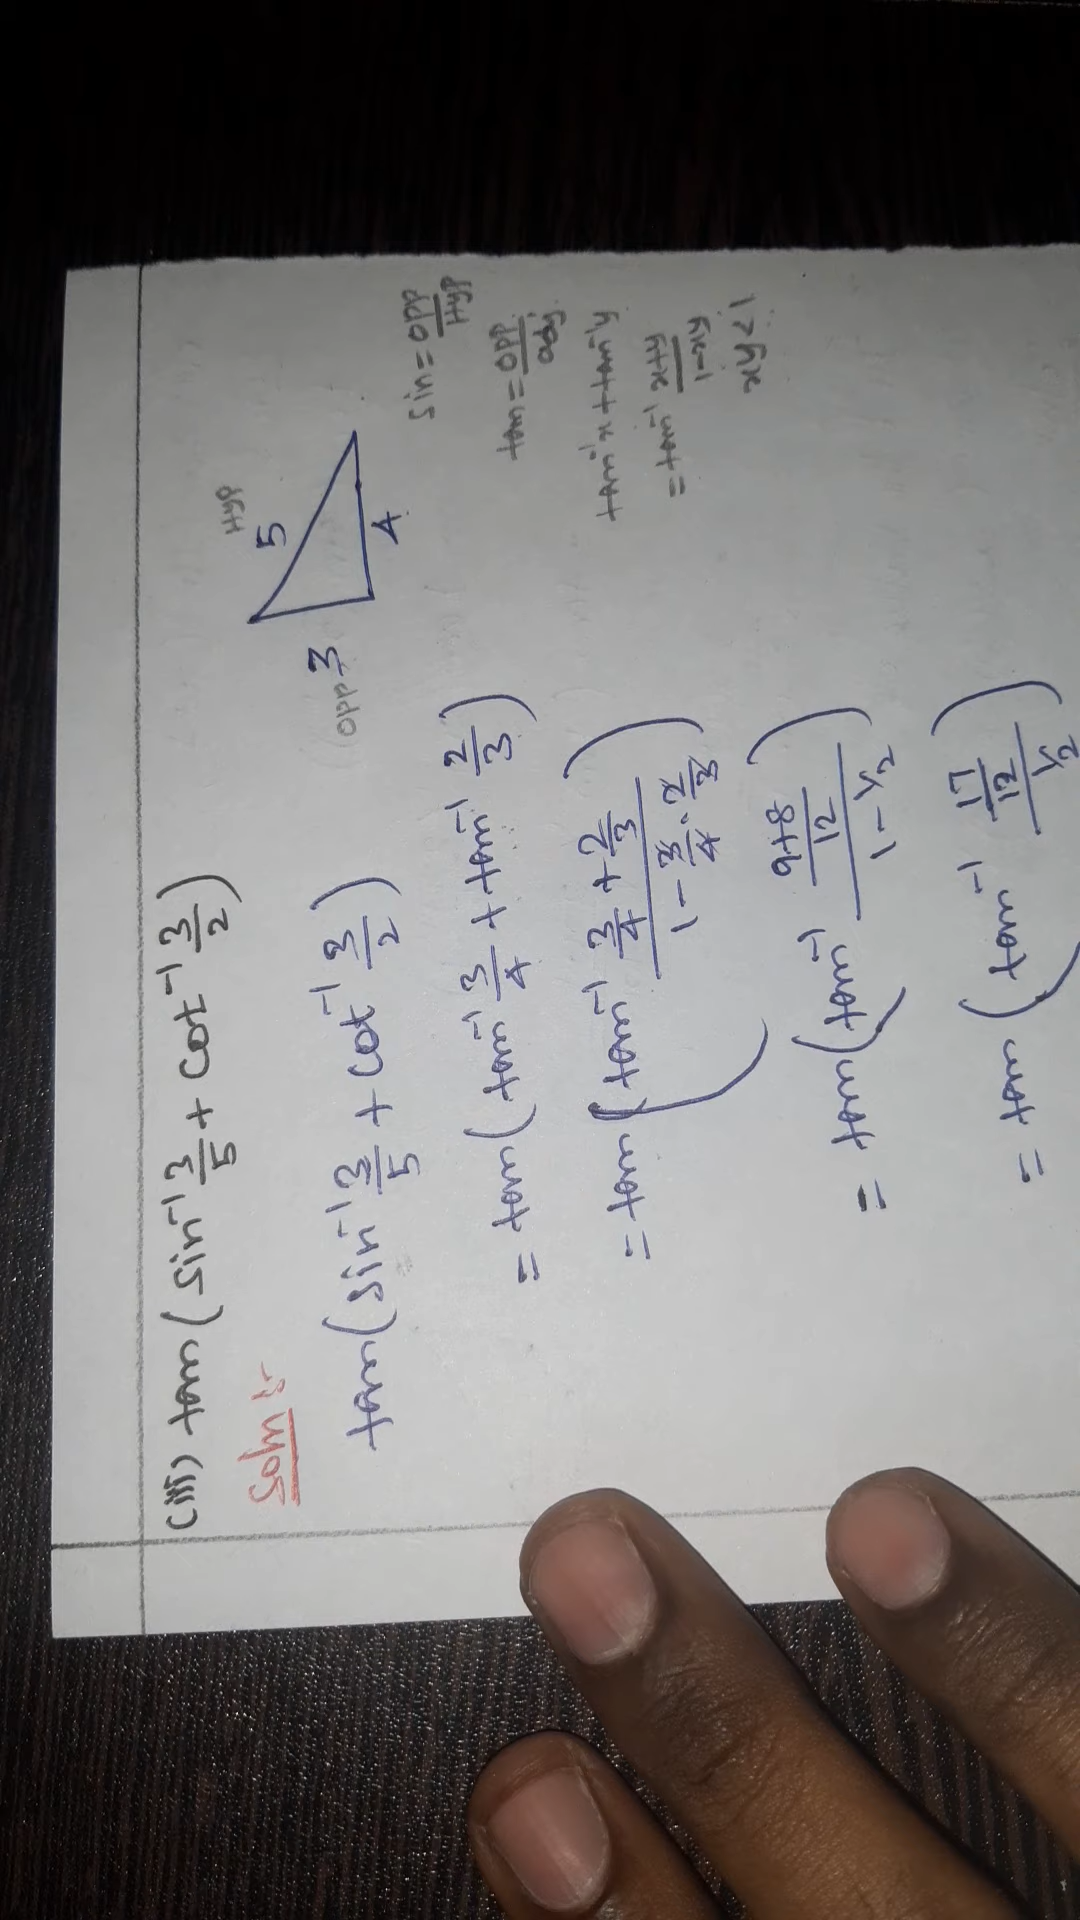 (iii) tan(sin⁻¹ 3/5 + cot⁻¹ 3/2)
Soln :-
tan(sin⁻¹ 3/5 + cot⁻¹ 3/2)
= tan(tan⁻¹ 3/4 + tan⁻¹ 2/3)
= tan(tan⁻¹ (3/4 + 2/3)/(1 - 3/4 · 2/3))
= tan(tan⁻¹ ((9+8)/12)/(1 - 1/2))
= tan(tan⁻¹ (17/12)/(1/2))
Hyp
5
opp 3
4
sin = opp/Hyp
tan = opp/adj
tan⁻¹x + tan⁻¹y
= tan⁻¹ (x+y)/(1-xy)
xy < 1